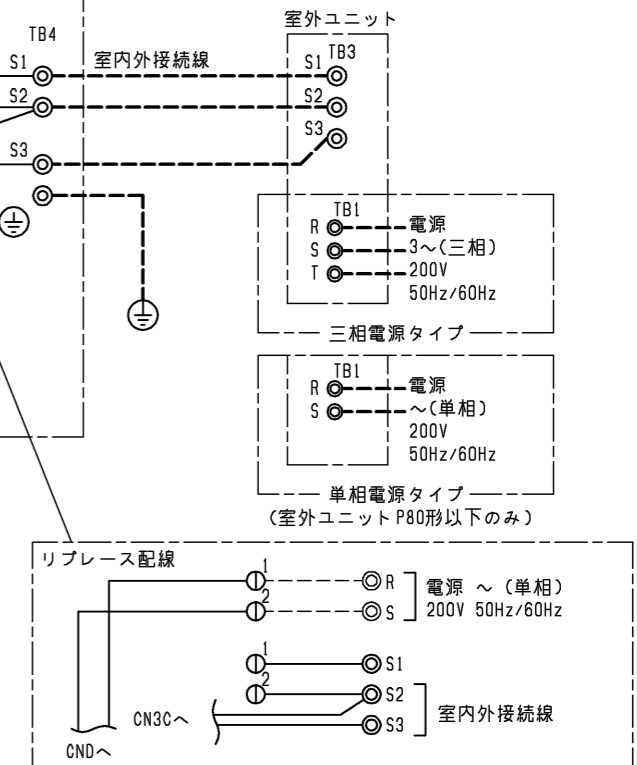 室外ユニット
TB4
TB3
S1
室内外接続線
S1
S2
S2
S3
S3
TB1
R
電源
S
3～(三相)
T
200V
50Hz/60Hz
三相電源タイプ
TB1
R
電源
S
～(単相)
200V
50Hz/60Hz
単相電源タイプ
(室外ユニットP80形以下のみ)
リプレース配線
1
R
電源 ～ (単相)
2
S
200V 50Hz/60Hz
1
S1
2
S2
CN3Cへ
室内外接続線
S3
CNDへ